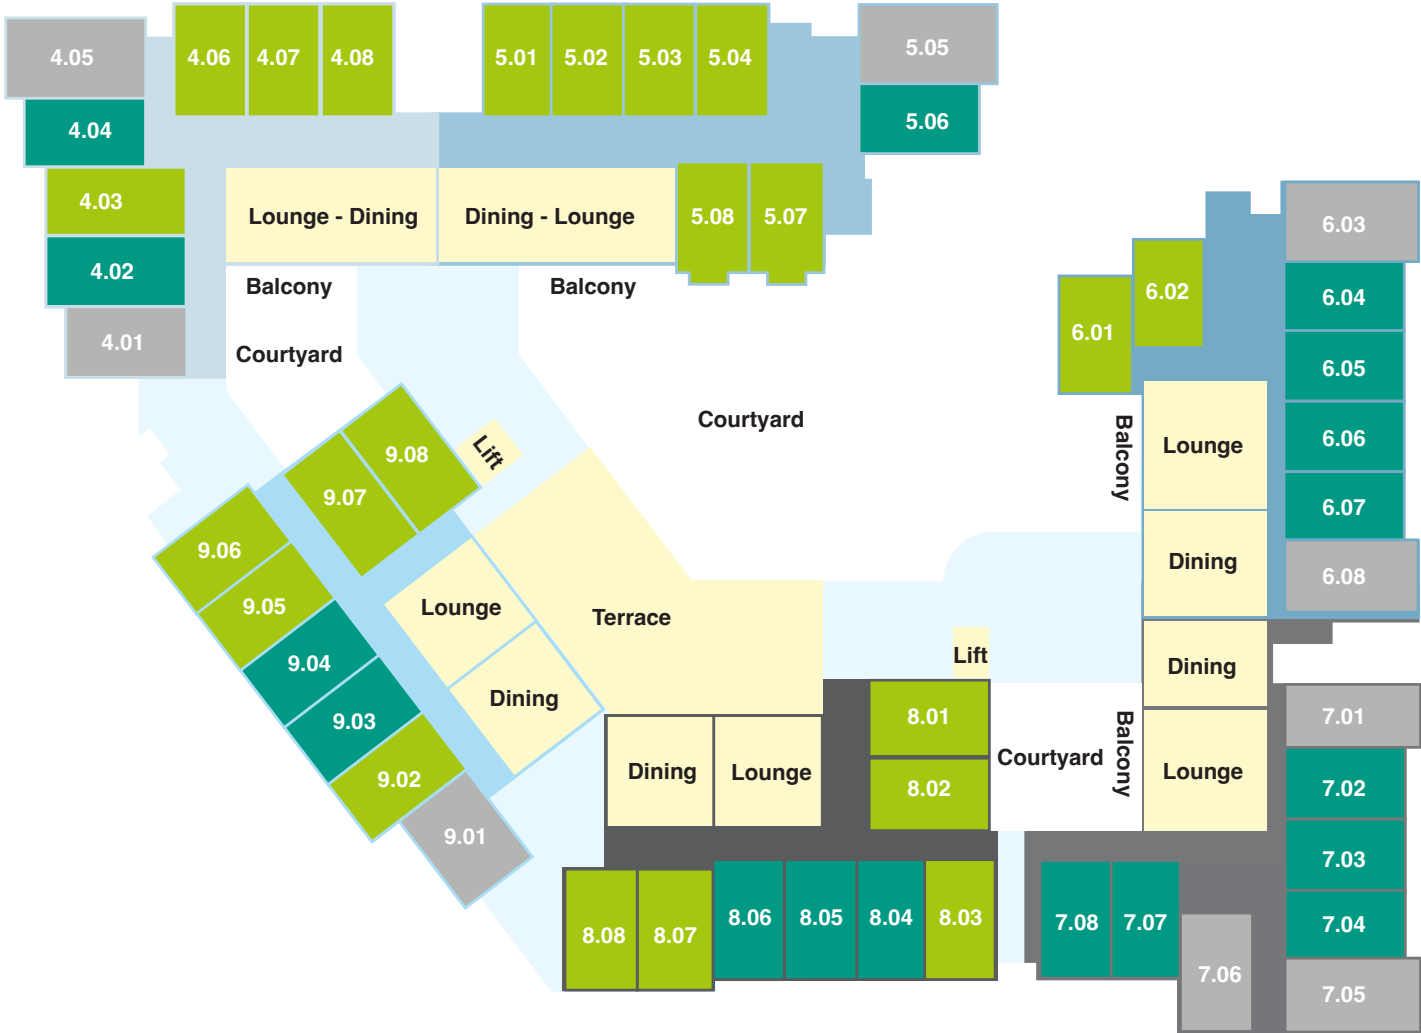 4.05
4.06
4.07
4.08
5.01
5.02
5.03
5.04
5.05
4.04
5.06
4.03
Lounge - Dining
Dining - Lounge
5.08
5.07
6.03
4.02
Balcony
Balcony
6.02
6.04
4.01
Courtyard
6.01
6.05
Courtyard
Balcony
Lounge
6.06
9.08
Lift
9.07
6.07
9.06
Dining
6.08
9.05
Lounge
Terrace
9.04
Lift
Dining
9.03
Dining
8.01
7.01
9.02
Dining
Lounge
8.02
Courtyard
Balcony
Lounge
7.02
9.01
7.03
8.08
8.07
8.06
8.05
8.04
8.03
7.08
7.07
7.04
7.06
7.05